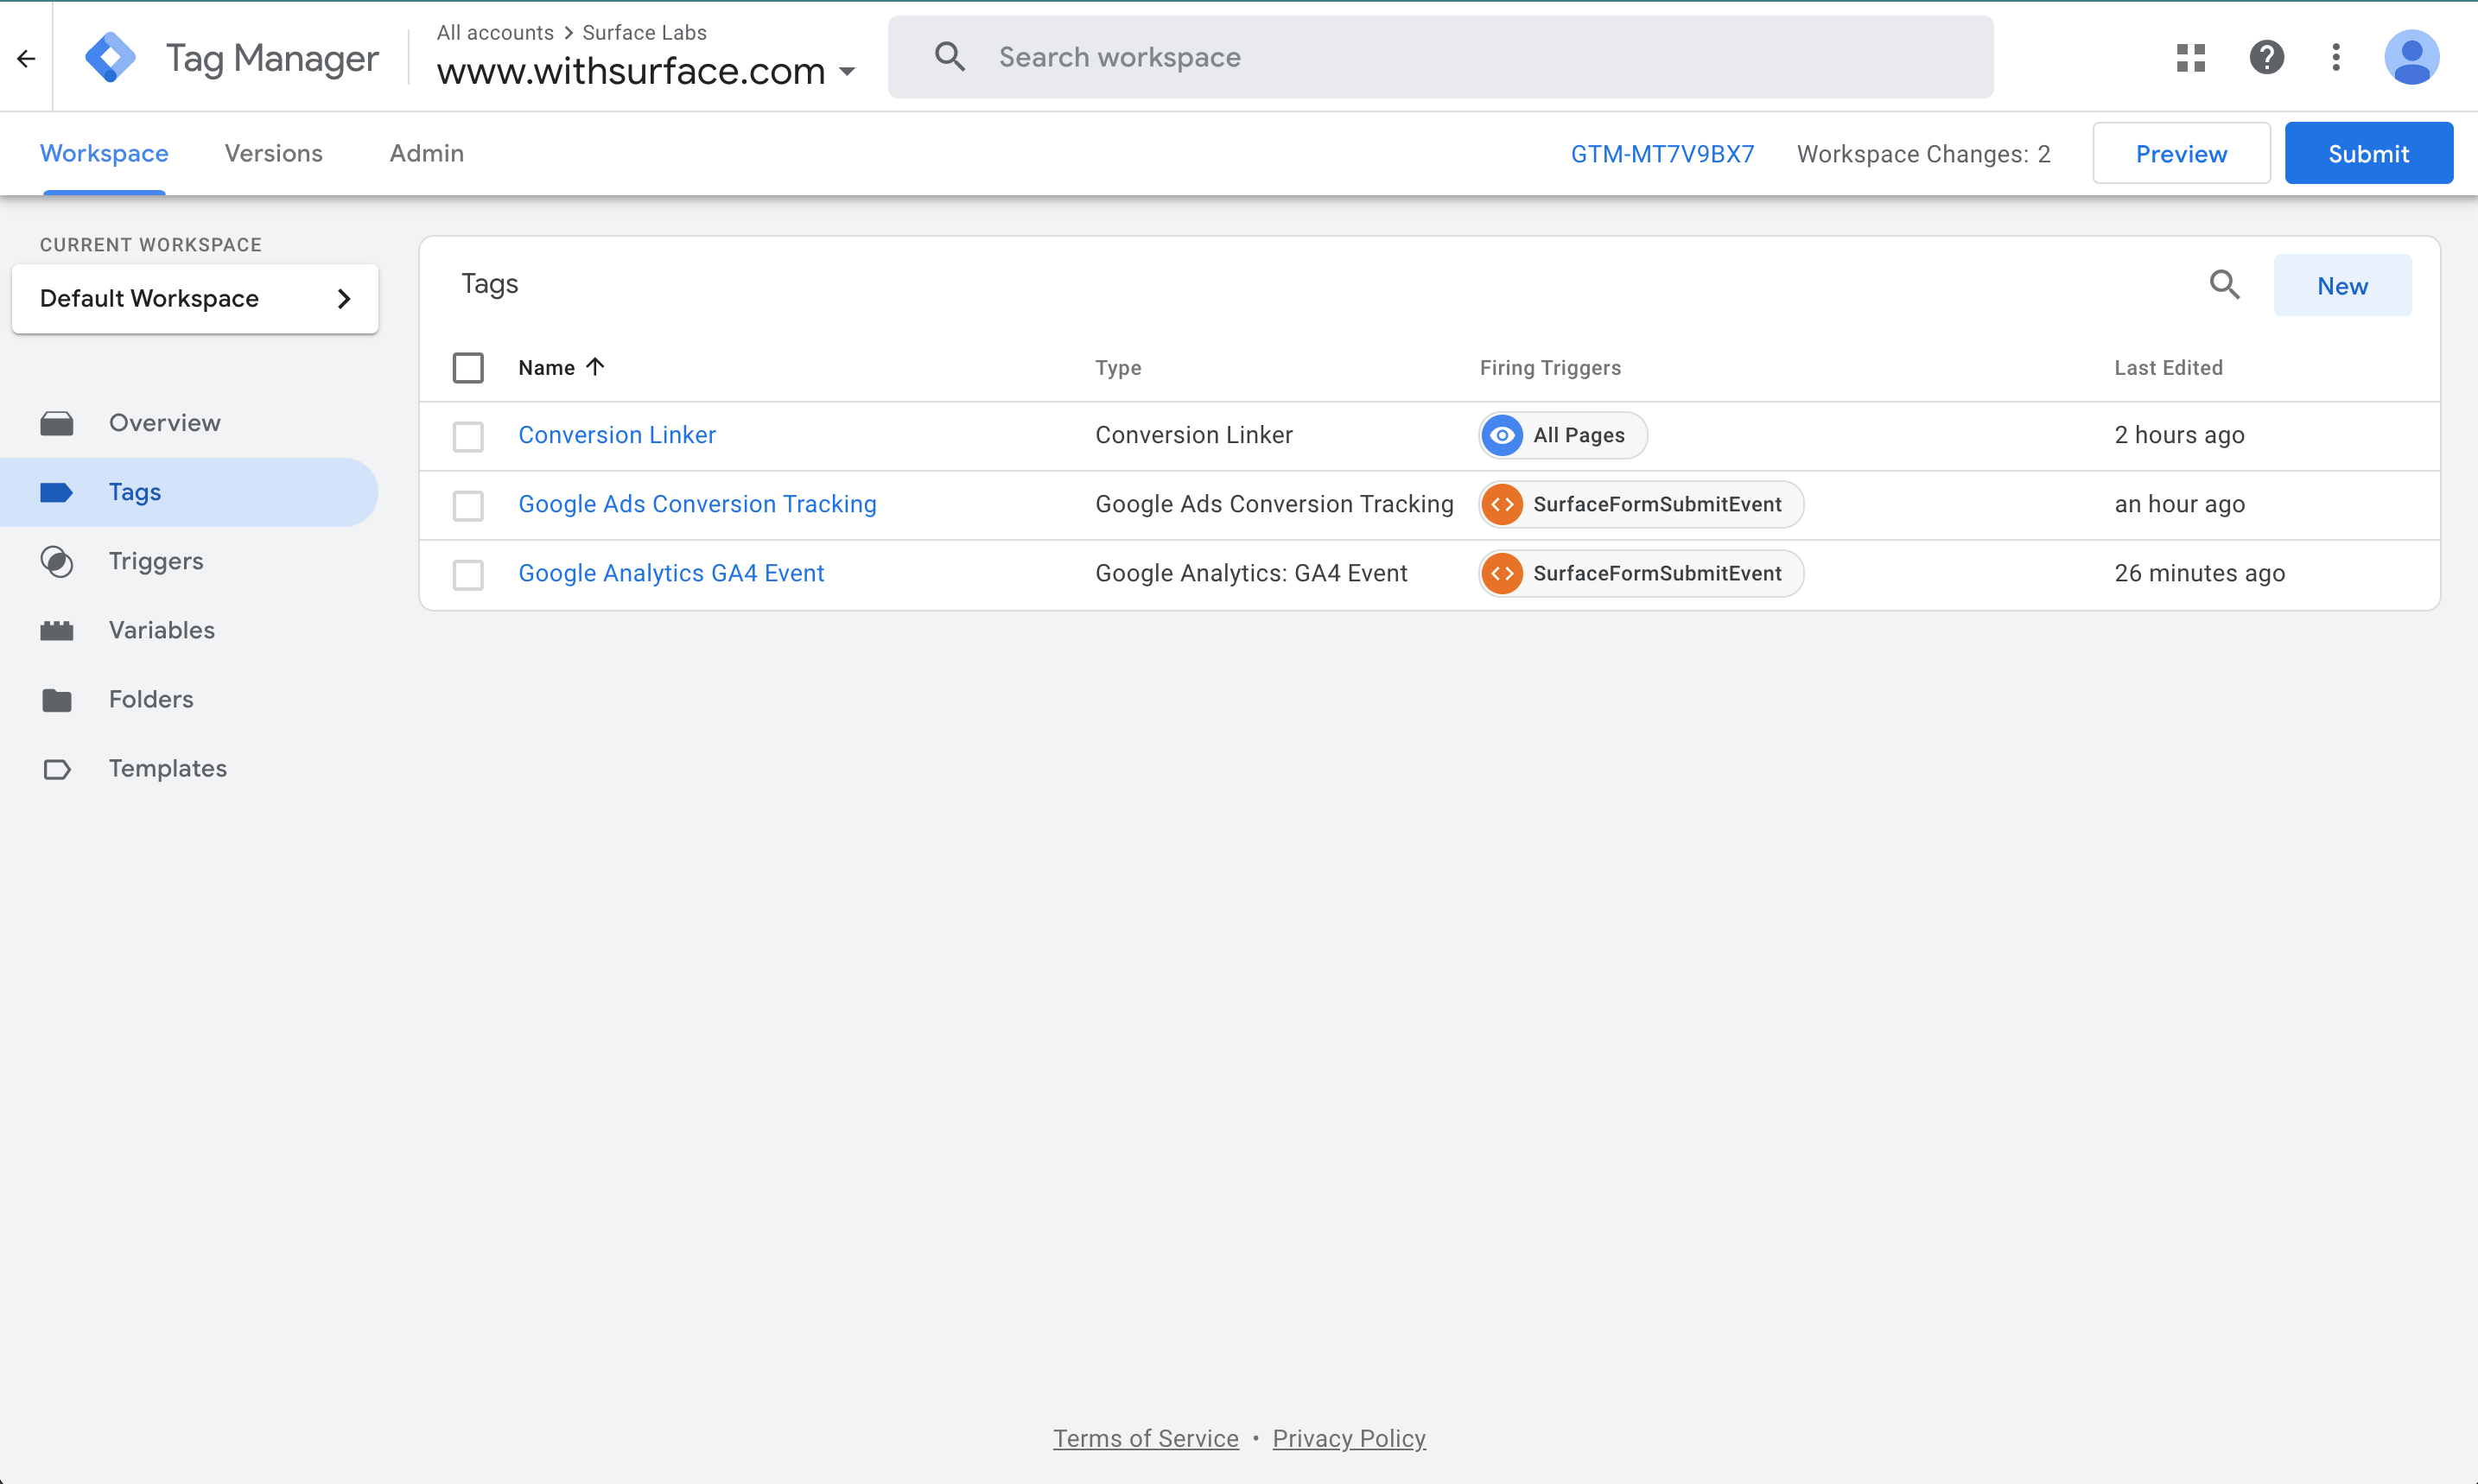 Tag Manager
All accounts > Surface Labs
www.withsurface.com
Search workspace
Workspace
Versions
Admin
GTM-MT7V9BX7
Workspace Changes: 2
Preview
Submit
CURRENT WORKSPACE
Default Workspace
Overview
Tags
Triggers
Variables
Folders
Templates
Tags
New
Name Type Firing Triggers Last Edited
Conversion Linker Conversion Linker All Pages 2 hours ago
Google Ads Conversion Tracking Google Ads Conversion Tracking SurfaceFormSubmitEvent an hour ago
Google Analytics GA4 Event Google Analytics: GA4 Event SurfaceFormSubmitEvent 26 minutes ago
Terms of Service • Privacy Policy